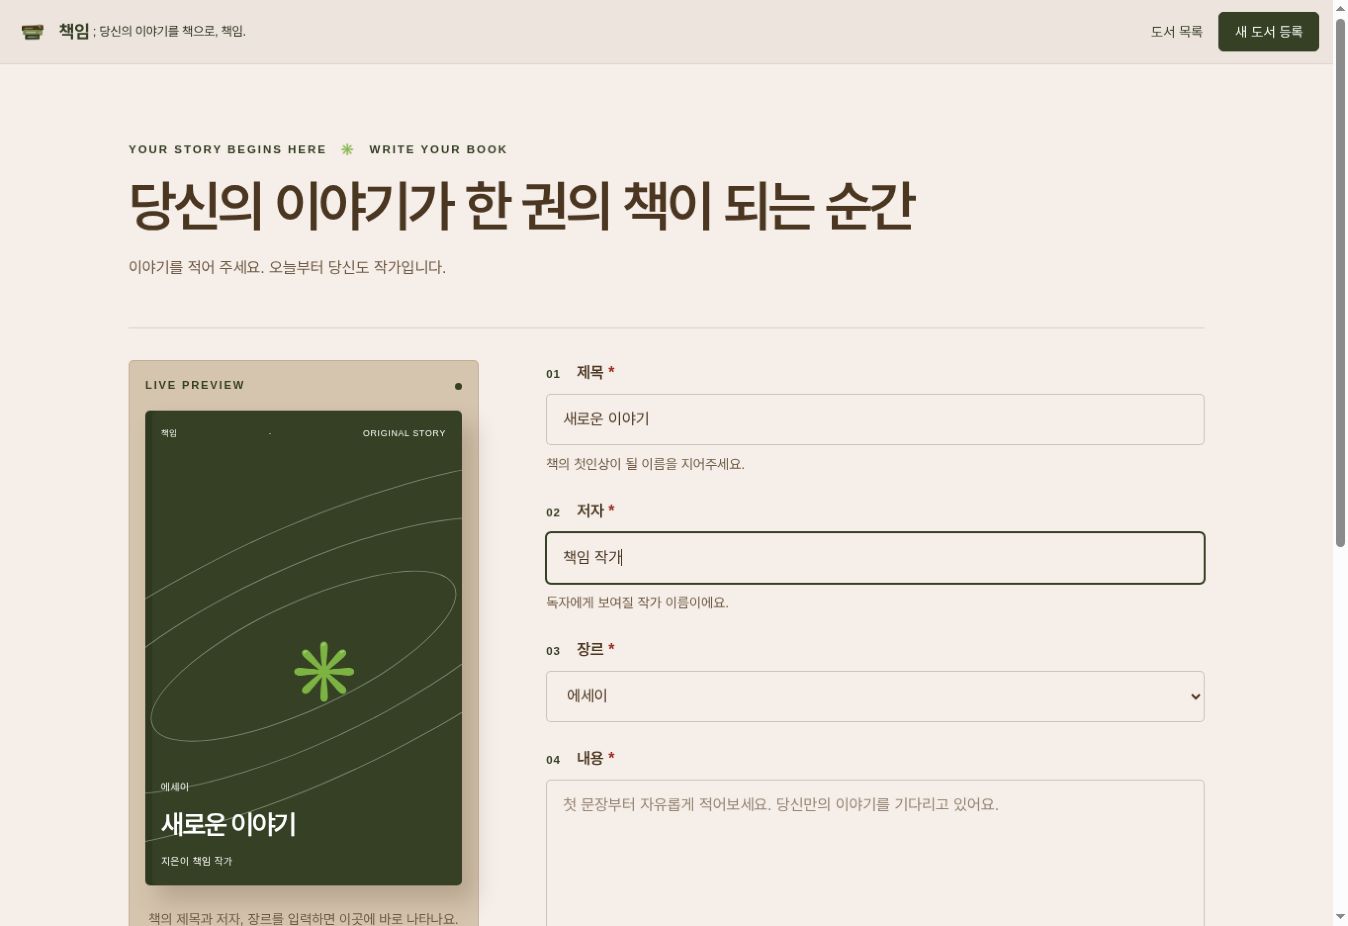 책임 ; 당신의 이야기를 책으로, 책임.
도서 목록
새 도서 등록
YOUR STORY BEGINS HERE ✳ WRITE YOUR BOOK
당신의 이야기가 한 권의 책이 되는 순간
이야기를 적어 주세요. 오늘부터 당신도 작가입니다.
LIVE PREVIEW
책임 · ORIGINAL STORY
에세이
새로운 이야기
지은이 책임 작가
책의 제목과 저자, 장르를 입력하면 이곳에 바로 나타나요.
01 제목 *
새로운 이야기
책의 첫인상이 될 이름을 지어주세요.
02 저자 *
책임 작가
독자에게 보여질 작가 이름이에요.
03 장르 *
에세이
04 내용 *
첫 문장부터 자유롭게 적어보세요. 당신만의 이야기를 기다리고 있어요.